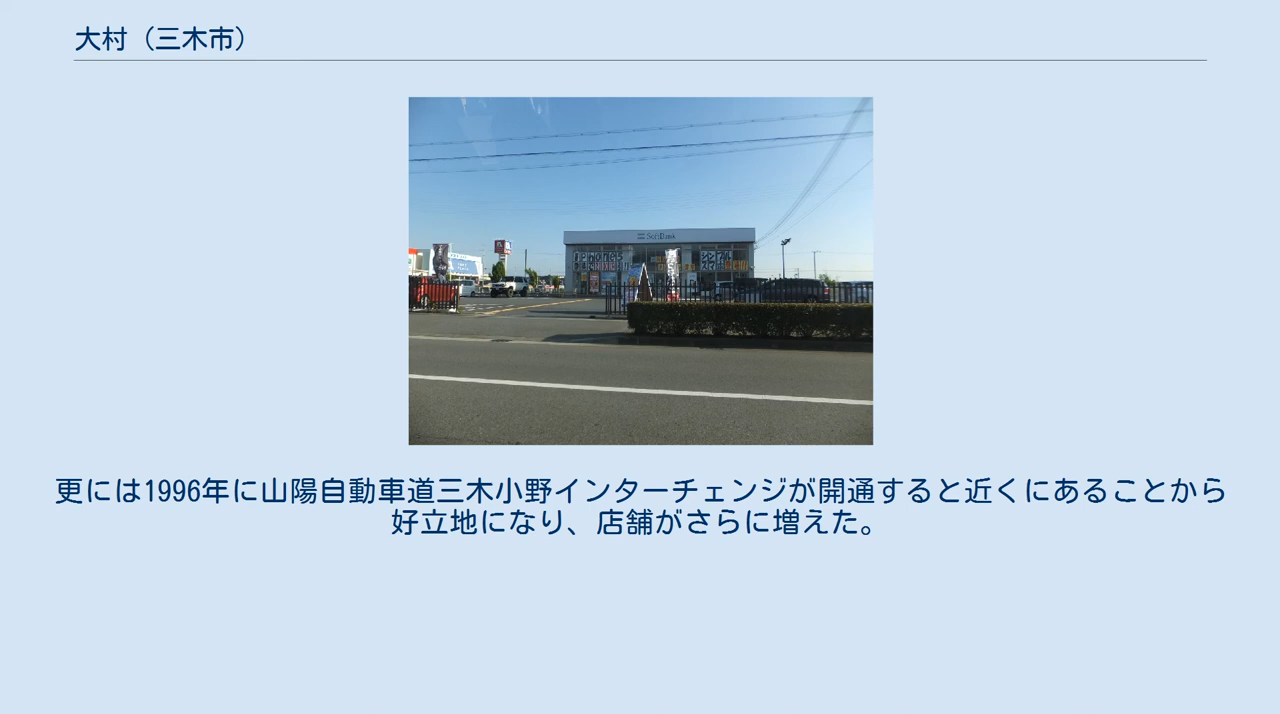 大村（三木市）
SoftBank
更には1996年に山陽自動車道三木小野インターチェンジが開通すると近くにあることから
好立地になり、店舗がさらに増えた。